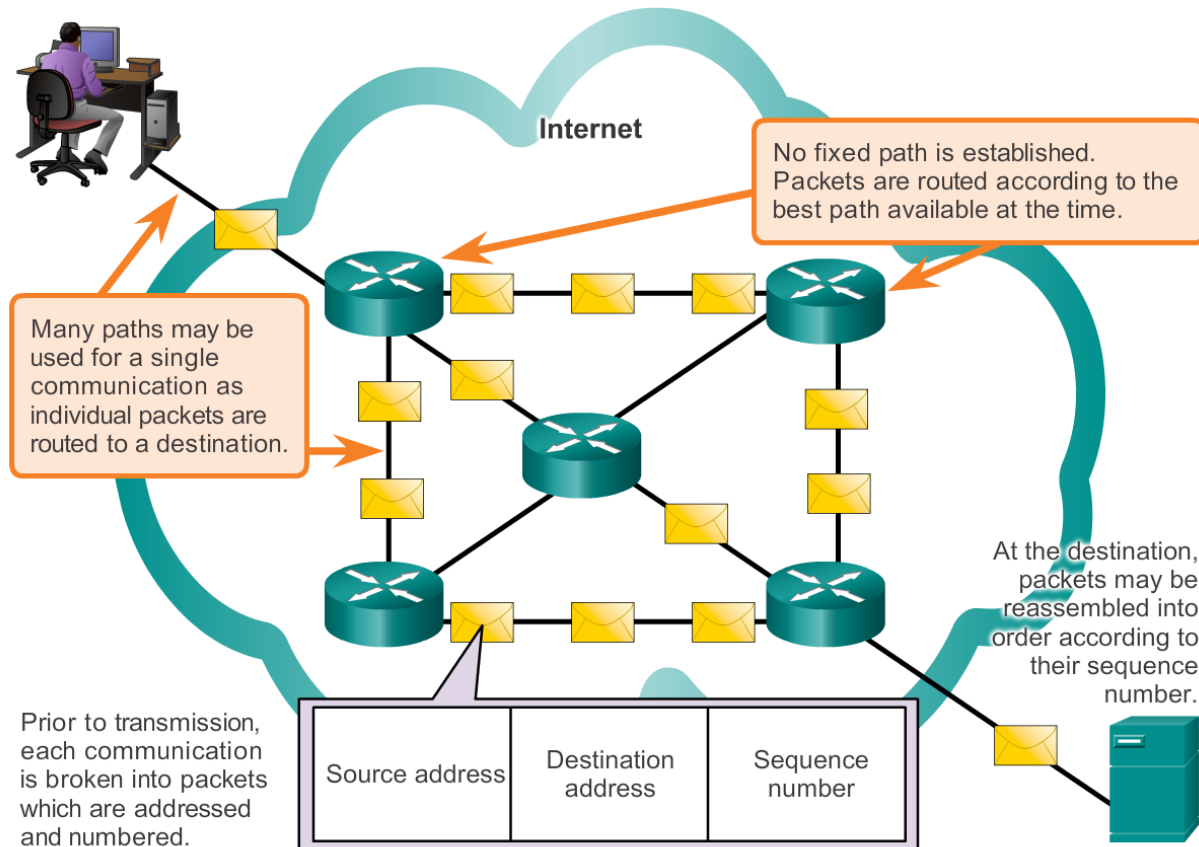 Internet
No fixed path is established.
Packets are routed according to the
best path available at the time.
Many paths may be
used for a single
communication as
individual packets are
routed to a destination.
At the destination,
packets may be
reassembled into
order according to
their sequence
number.
Prior to transmission,
each communication
is broken into packets
which are addressed
and numbered.
Source address
Destination
address
Sequence
number